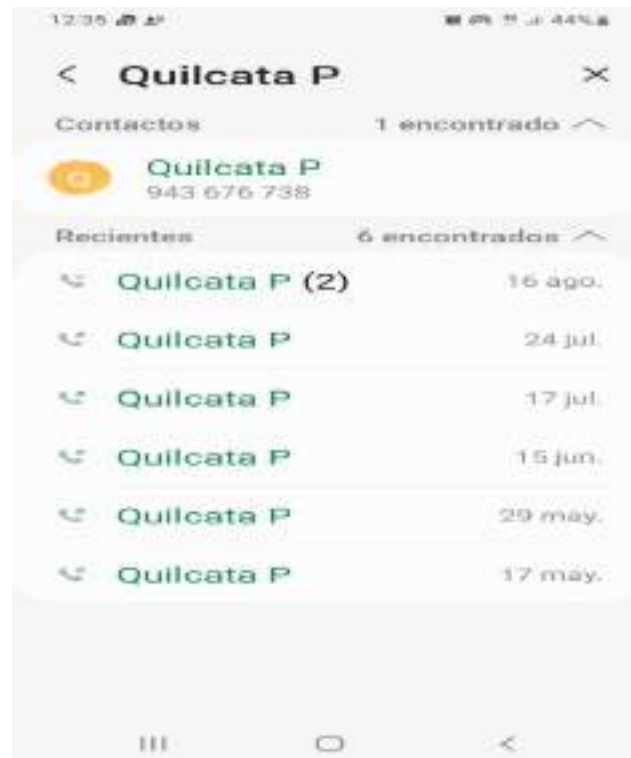 12:35 44%
< Quilcata P ×
Contactos 1 encontrado
Q Quilcata P
943 676 738
Recientes 6 encontrados
Quilcata P (2) 16 ago.
Quilcata P 24 jul.
Quilcata P 17 jul.
Quilcata P 15 jun.
Quilcata P 29 may.
Quilcata P 17 may.